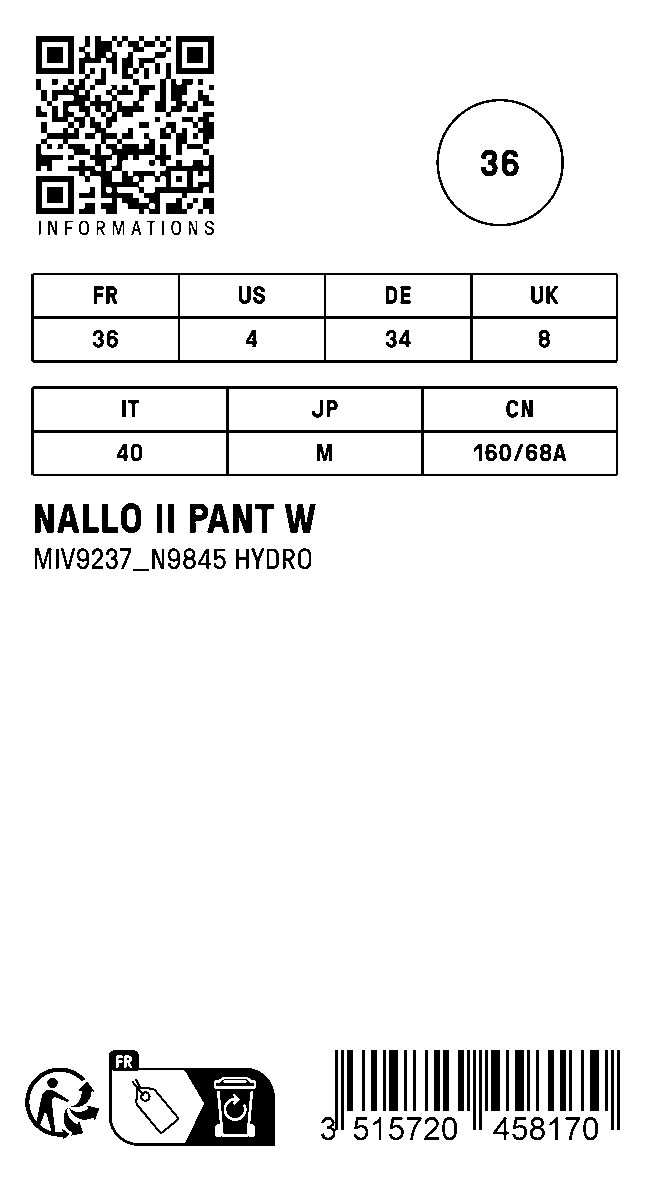 INFORMATIONS
36
FR US DE UK
36 4 34 8
IT JP CN
40 M 160/68A
NALLO II PANT W
MIV9237_N9845 HYDRO
FR
3 515720 458170